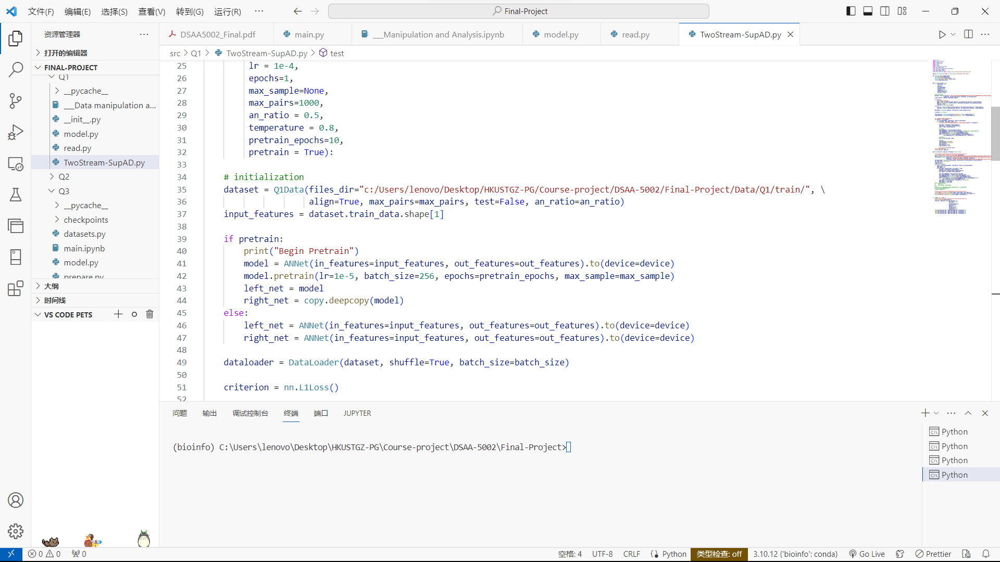 文件(F) 编辑(E) 选择(S) 查看(V) 转到(G) 运行(R) ··· Final-Project
资源管理器
打开的编辑器
FINAL-PROJECT
Q1
__pycache__
___Data manipulation a...
__init__.py
model.py
read.py
TwoStream-SupAD.py
Q2
Q3
__pycache__
checkpoints
datasets.py
main.ipynb
model.py
prepare.py
大纲
时间线
VS CODE PETS
DSAA5002_Final.pdf main.py ___Manipulation and Analysis.ipynb model.py read.py TwoStream-SupAD.py
src > Q1 > TwoStream-SupAD.py > test
25 lr = 1e-4,
26 epochs=1,
27 max_sample=None,
28 max_pairs=1000,
29 an_ratio = 0.5,
30 temperature = 0.8,
31 pretrain_epochs=10,
32 pretrain = True):
33
34 # initialization
35 dataset = Q1Data(files_dir="c:/Users/lenovo/Desktop/HKUSTGZ-PG/Course-project/DSAA-5002/Final-Project/Data/Q1/train/", \
36 align=True, max_pairs=max_pairs, test=False, an_ratio=an_ratio)
37 input_features = dataset.train_data.shape[1]
38
39 if pretrain:
40 print("Begin Pretrain")
41 model = ANNet(in_features=input_features, out_features=out_features).to(device=device)
42 model.pretrain(lr=1e-5, batch_size=256, epochs=pretrain_epochs, max_sample=max_sample)
43 left_net = model
44 right_net = copy.deepcopy(model)
45 else:
46 left_net = ANNet(in_features=input_features, out_features=out_features).to(device=device)
47 right_net = ANNet(in_features=input_features, out_features=out_features).to(device=device)
48
49 dataloader = DataLoader(dataset, shuffle=True, batch_size=batch_size)
50
51 criterion = nn.L1Loss()
52
问题 输出 调试控制台 终端 端口 JUPYTER
(bioinfo) C:\Users\lenovo\Desktop\HKUSTGZ-PG\Course-project\DSAA-5002\Final-Project>
Python
Python
Python
Python
0 0 0 空格: 4 UTF-8 CRLF Python 类型检查: off 3.10.12 ('bioinfo': conda) Go Live Prettier